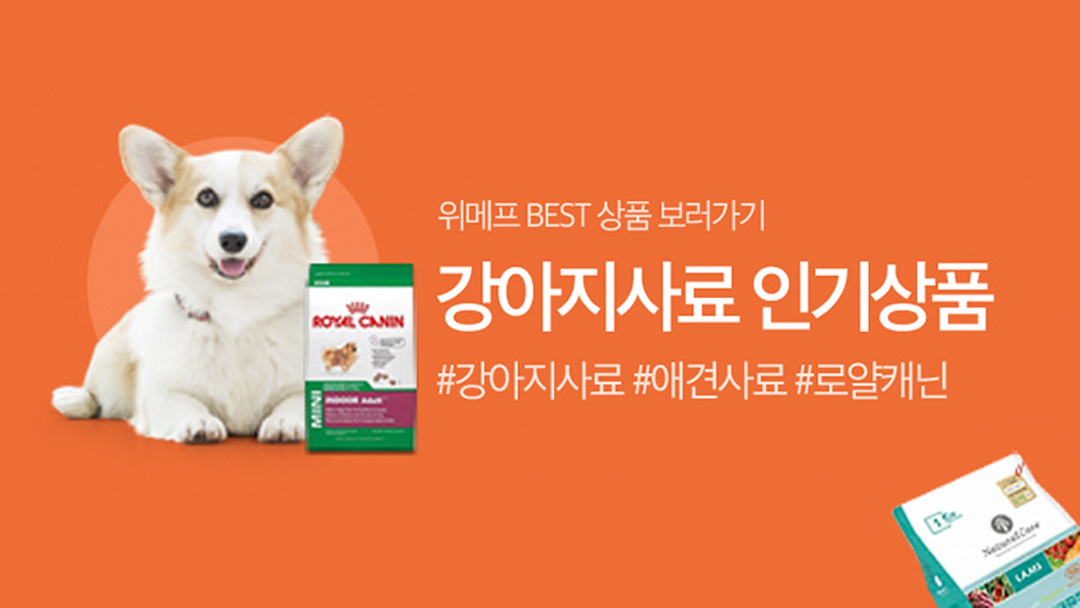 위메프 BEST 상품 보러가기
강아지사료 인기상품
#강아지사료 #애견사료 #로얄캐닌
ROYAL CANIN
MINI
INDOOR Adult
Natural Core
LAMB